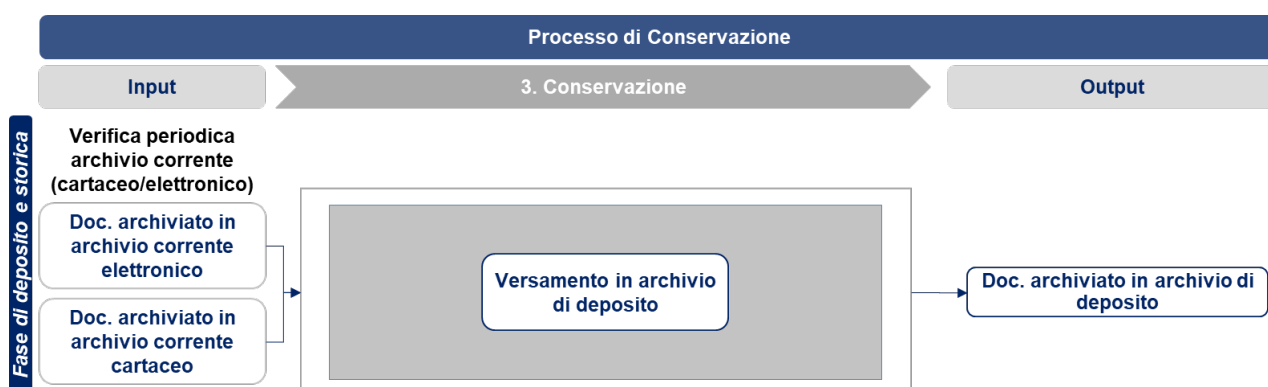 Processo di Conservazione
Input
3. Conservazione
Output
Fase di deposito e storica
Verifica periodica
archivio corrente
(cartaceo/elettronico)
Doc. archiviato in
archivio corrente
elettronico
Doc. archiviato in
archivio corrente
cartaceo
Versamento in archivio
di deposito
Doc. archiviato in archivio di
deposito